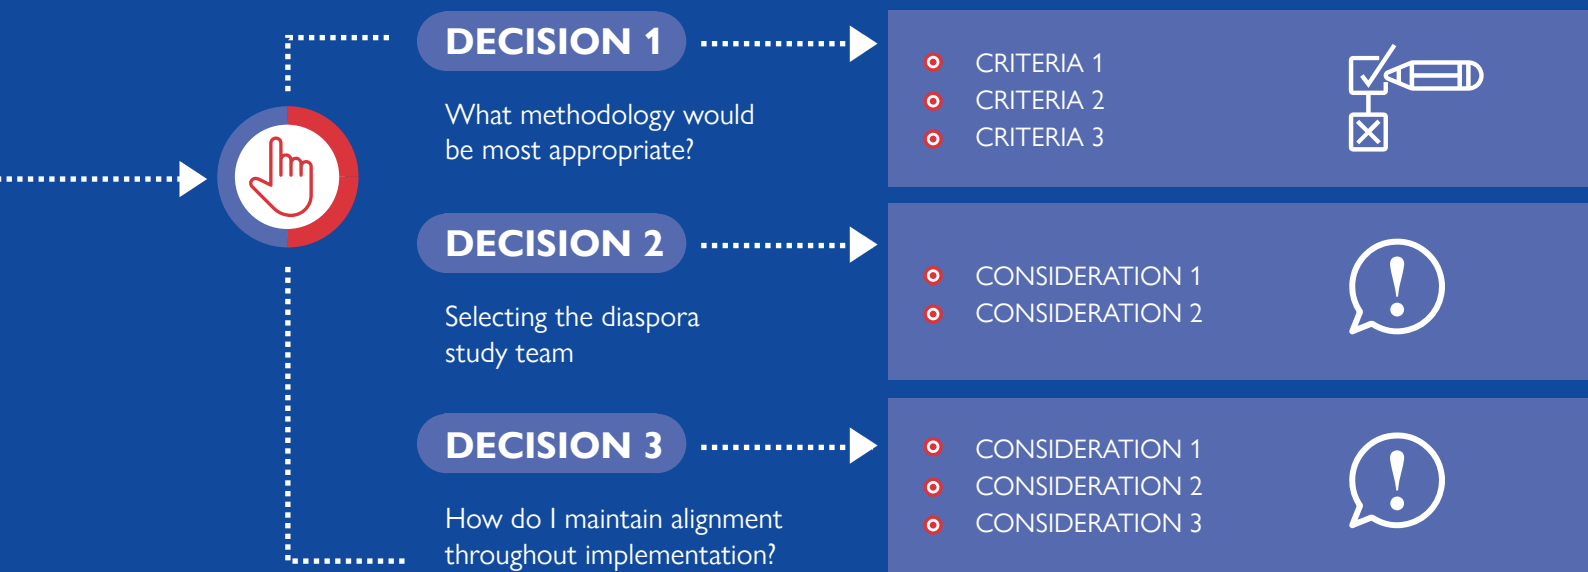 DECISION 1
What methodology would
be most appropriate?
CRITERIA 1
CRITERIA 2
CRITERIA 3
DECISION 2
Selecting the diaspora
study team
CONSIDERATION 1
CONSIDERATION 2
DECISION 3
How do I maintain alignment
throughout implementation?
CONSIDERATION 1
CONSIDERATION 2
CONSIDERATION 3